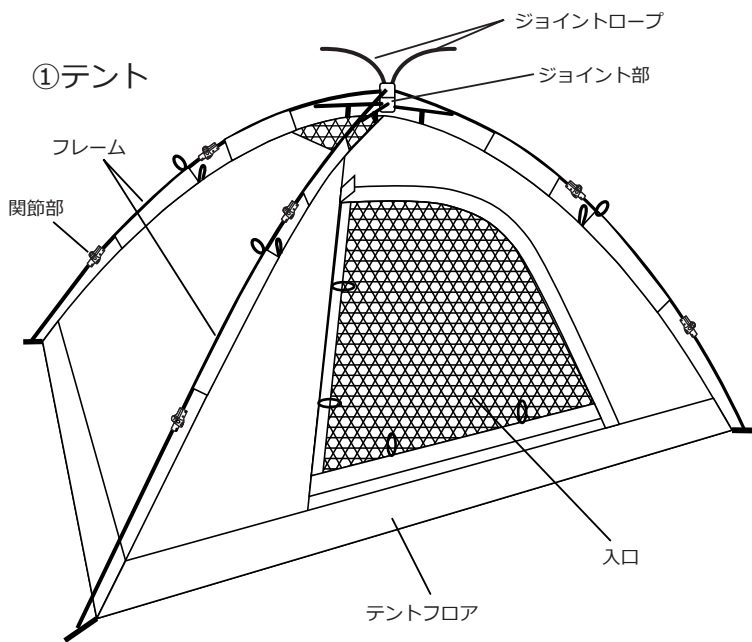 ジョイントロープ
①テント
ジョイント部
フレーム
関節部
入口
テントフロア